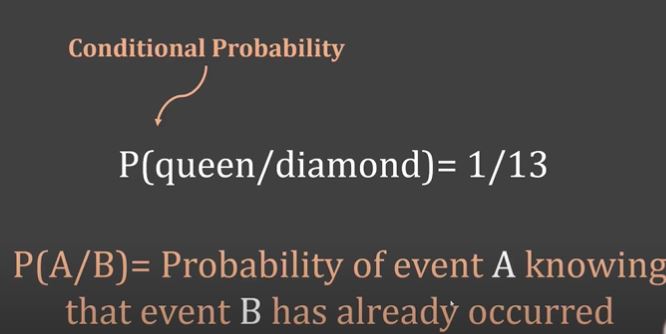 Conditional Probability
P(queen/diamond)= 1/13
P(A/B)= Probability of event A knowing
that event B has already occurred